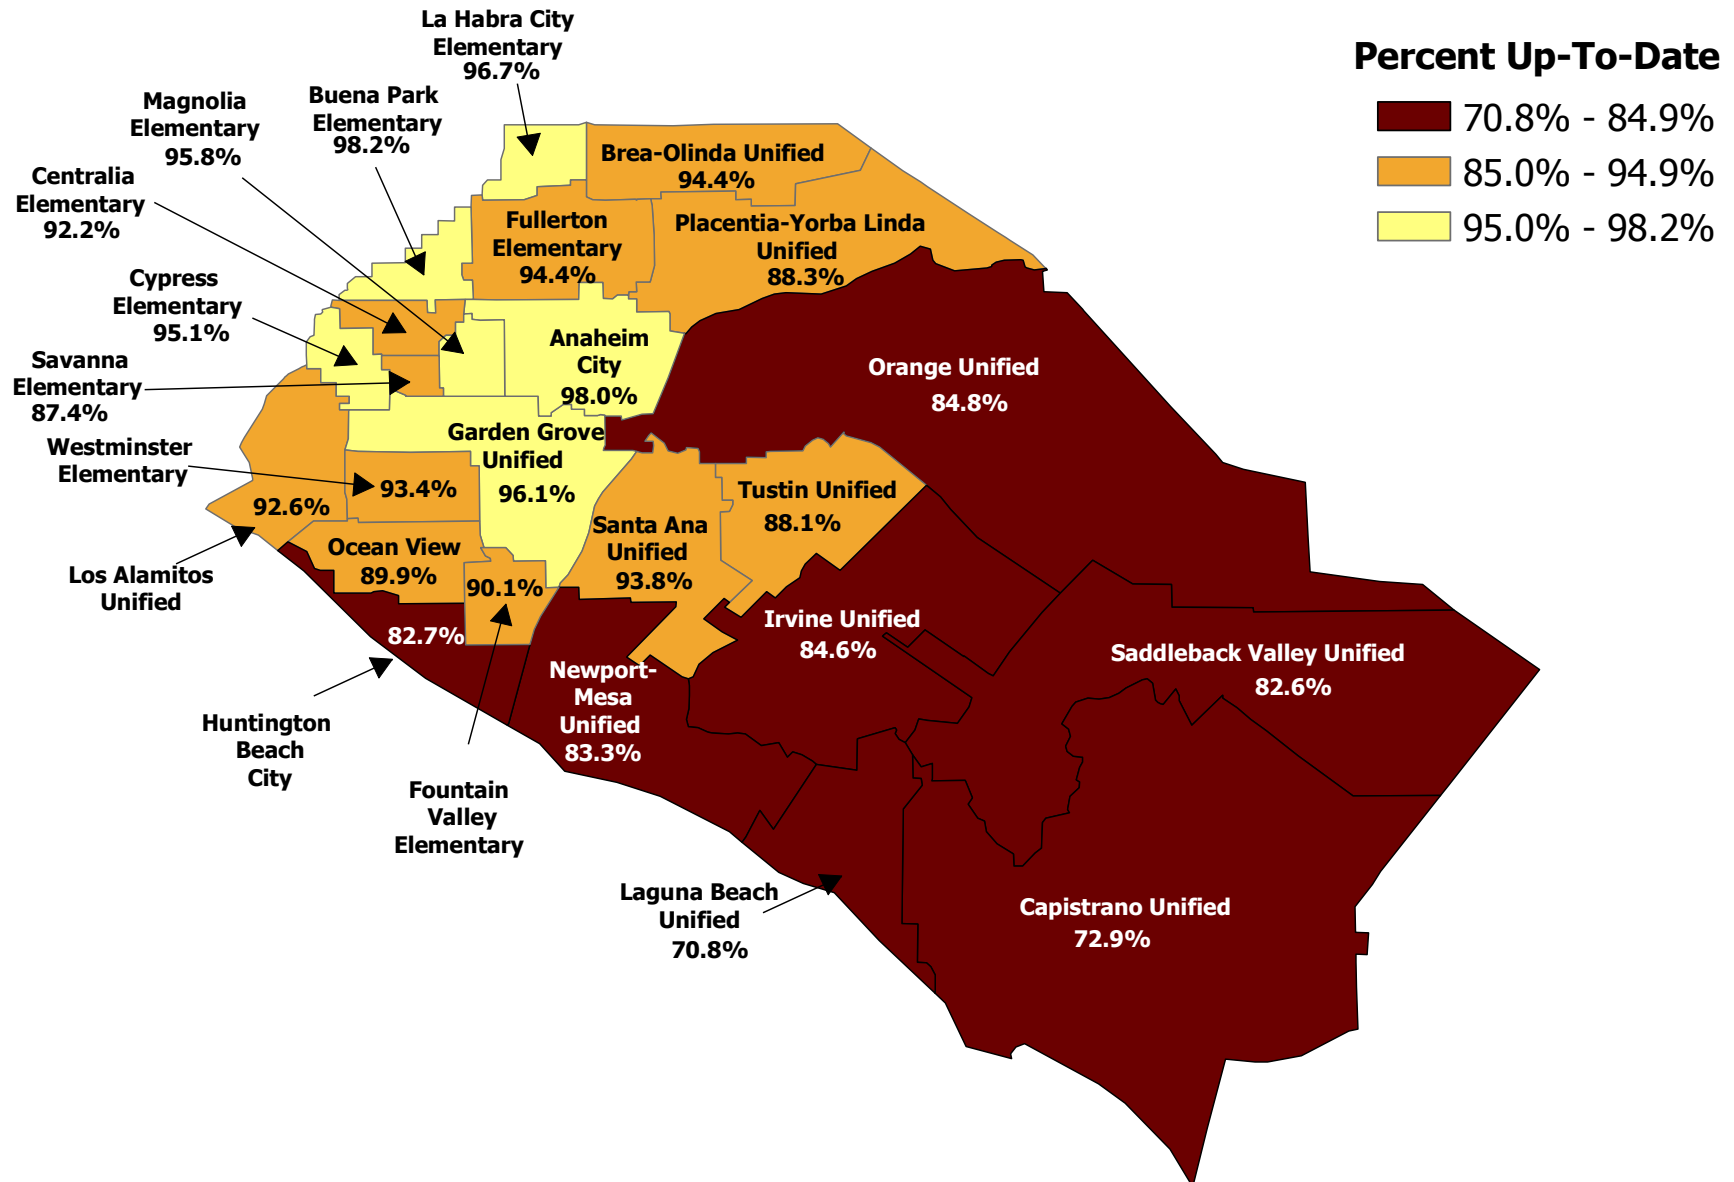 Percent Up-To-Date
70.8% - 84.9%
85.0% - 94.9%
95.0% - 98.2%
La Habra City
Elementary
96.7%
Buena Park
Elementary
98.2%
Magnolia
Elementary
95.8%
Centralia
Elementary
92.2%
Cypress
Elementary
95.1%
Savanna
Elementary
87.4%
Westminster
Elementary
93.4%
92.6%
Los Alamitos
Unified
Brea-Olinda Unified
94.4%
Fullerton
Elementary
94.4%
Placentia-Yorba Linda
Unified
88.3%
Anaheim
City
98.0%
Orange Unified
84.8%
Garden Grove
Unified
96.1%
Santa Ana
Unified
93.8%
Tustin Unified
88.1%
Ocean View
89.9%
90.1%
Fountain
Valley
Elementary
82.7%
Huntington
Beach
City
Newport-
Mesa
Unified
83.3%
Irvine Unified
84.6%
Saddleback Valley Unified
82.6%
Laguna Beach
Unified
70.8%
Capistrano Unified
72.9%